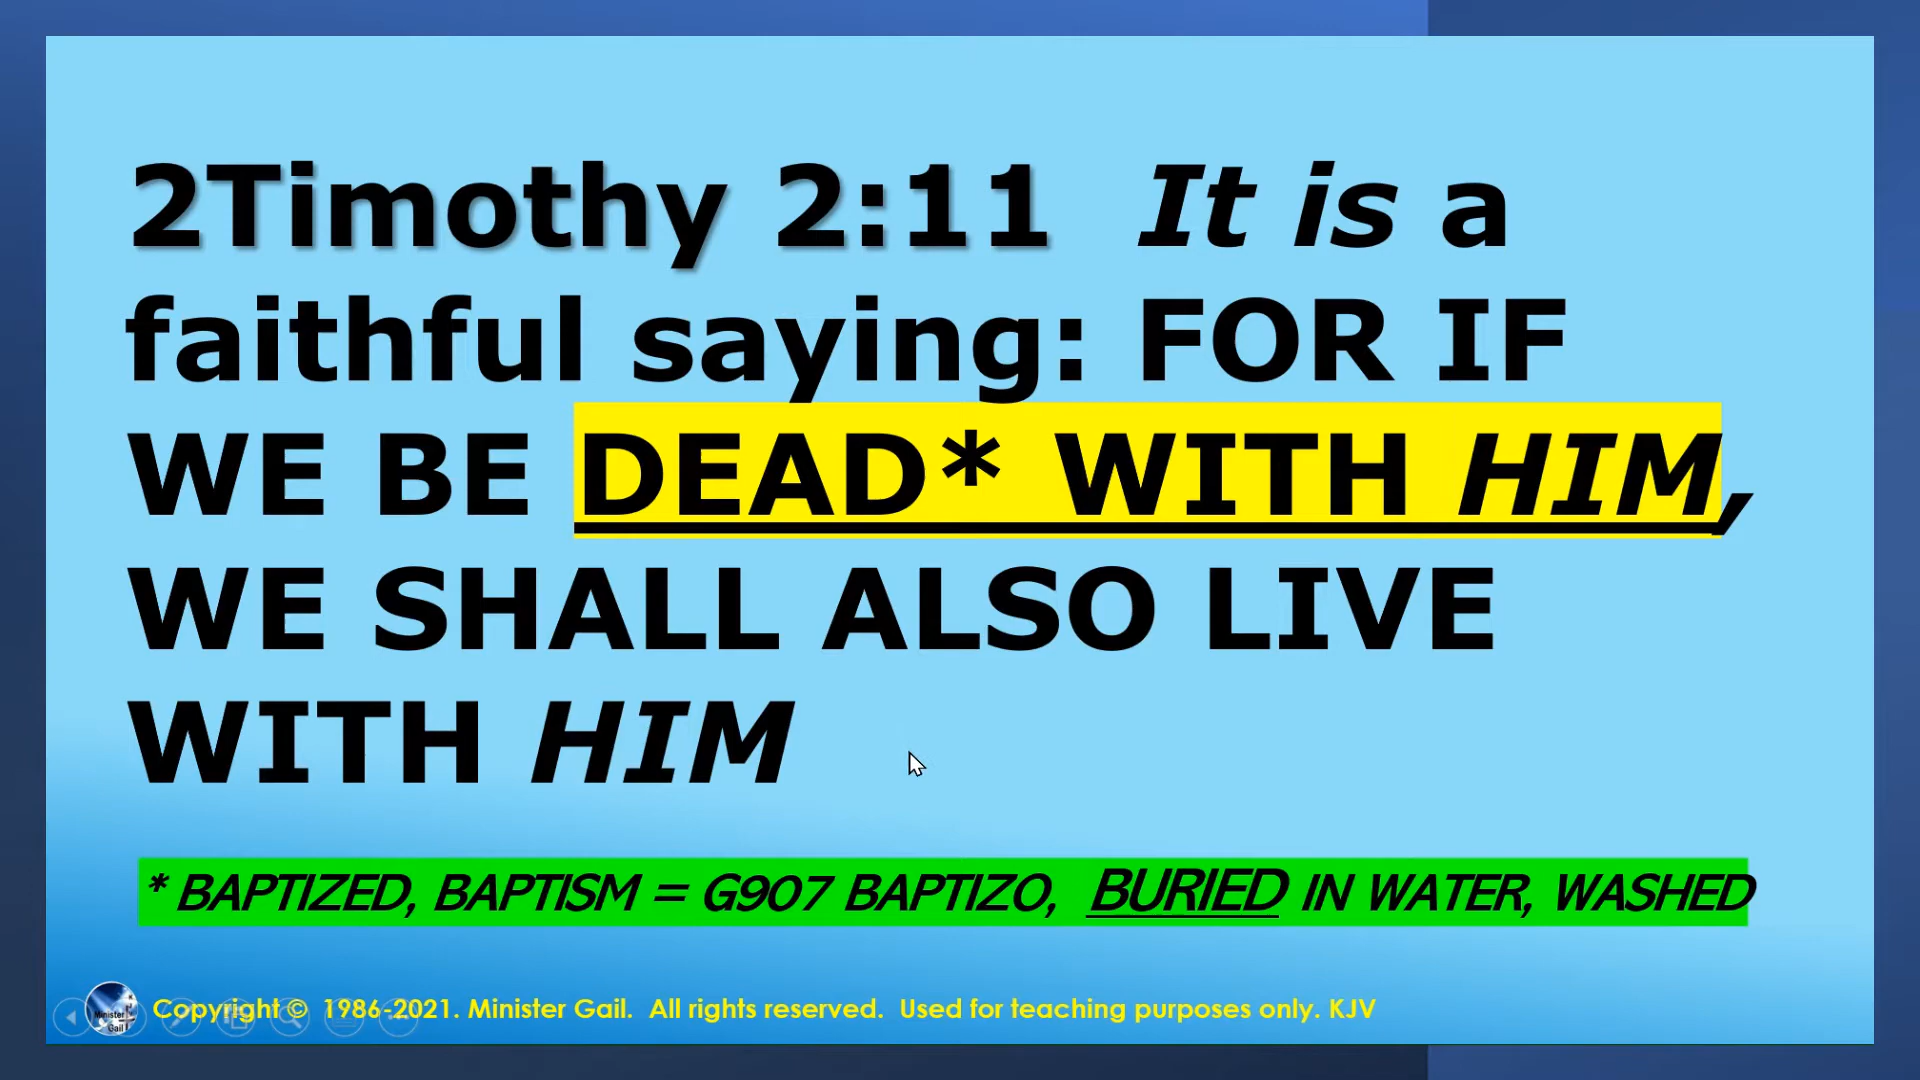 2Timothy 2:11 It is a
faithful saying: FOR IF
WE BE DEAD* WITH HIM,
WE SHALL ALSO LIVE
WITH HIM
* BAPTIZED, BAPTISM = G907 BAPTIZO, BURIED IN WATER, WASHED
Minister
Gail
Copyright © 1986-2021. Minister Gail. All rights reserved. Used for teaching purposes only. KJV